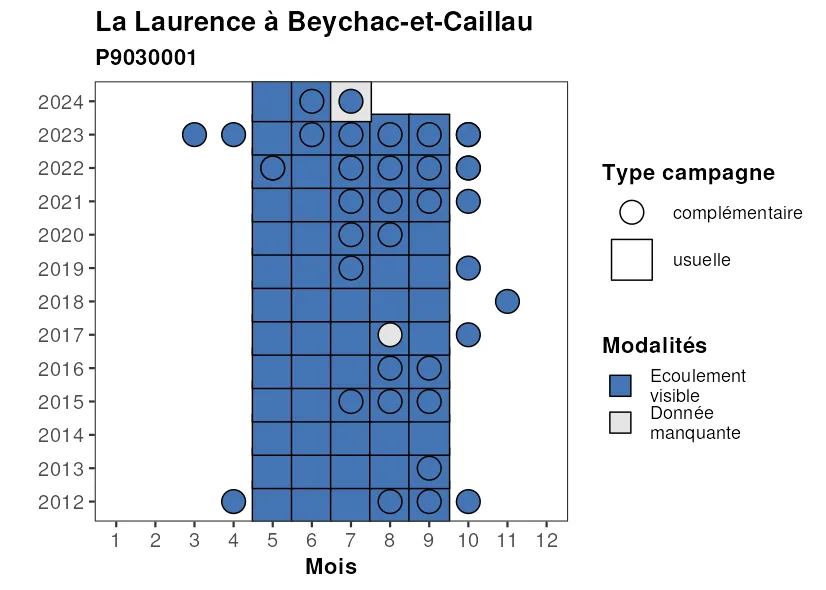 La Laurence à Beychac-et-Caillau
P9030001
2024
2023
2022
2021
2020
2019
2018
2017
2016
2015
2014
2013
2012
1 2 3 4 5 6 7 8 9 10 11 12
Mois
Type campagne
complémentaire
usuelle
Modalités
Ecoulement
visible
Donnée
manquante